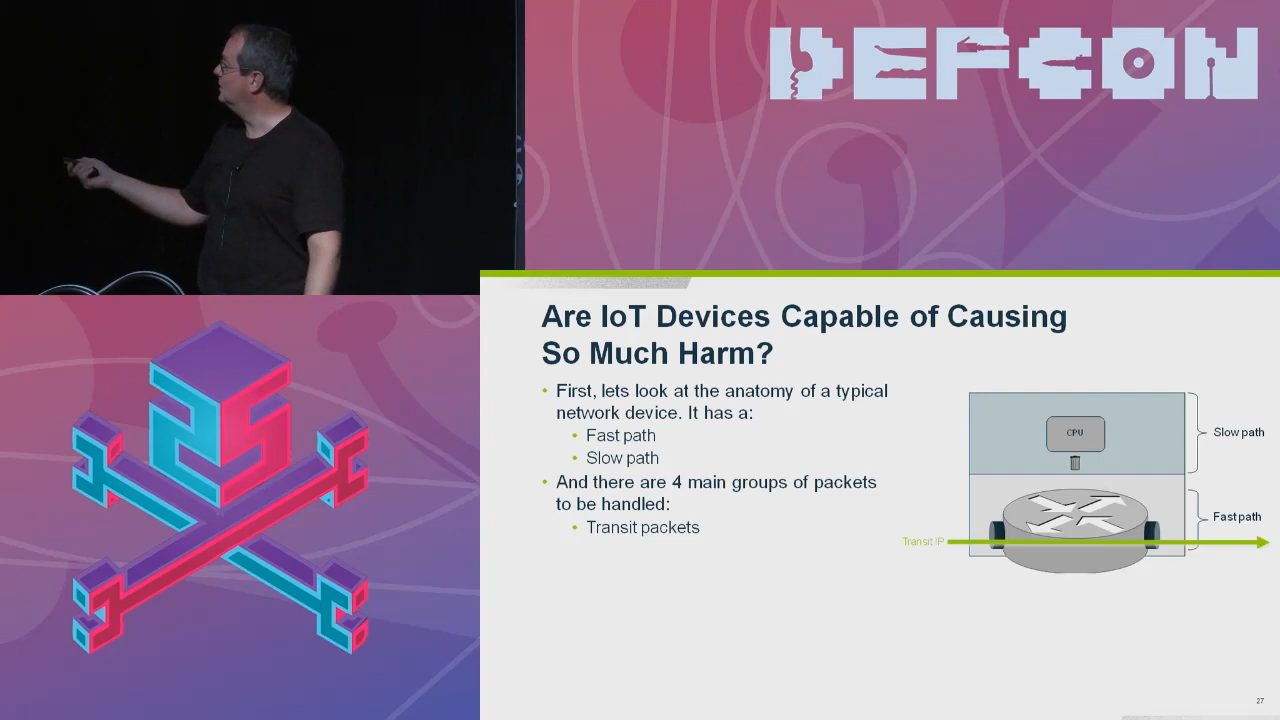 DEFCON
Are IoT Devices Capable of Causing
So Much Harm?
• First, lets look at the anatomy of a typical
network device. It has a:
• Fast path
• Slow path
• And there are 4 main groups of packets
to be handled:
• Transit packets
CPU
Slow path
Fast path
Transit IP
27